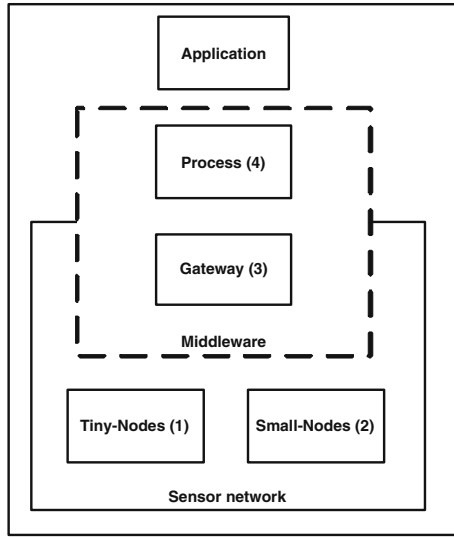 Application
Process (4)
Gateway (3)
Middleware
Tiny-Nodes (1)
Small-Nodes (2)
Sensor network